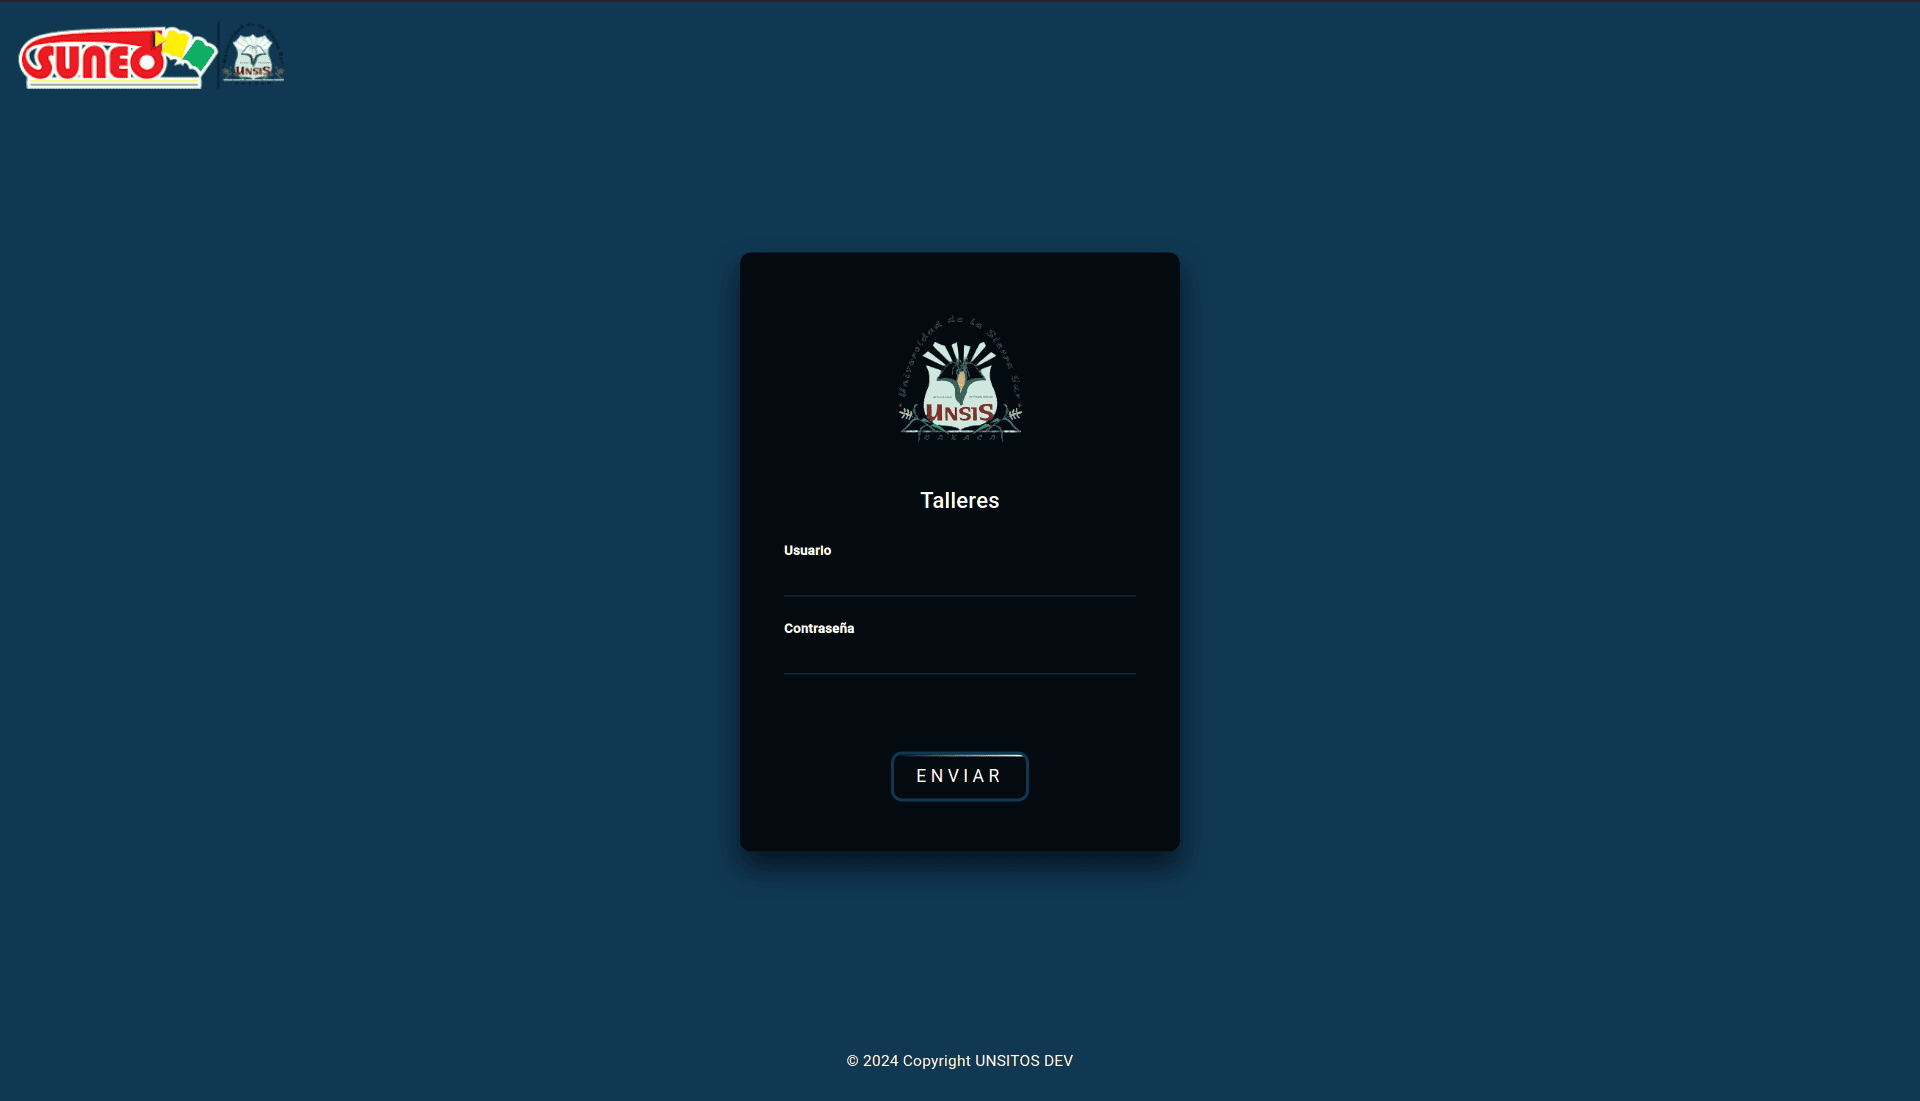 SUNEO
UNSIS
Universidad de la Sierra Sur
UNSIS
OAXACA
Talleres
Usuario
Contraseña
ENVIAR
© 2024 Copyright UNSITOS DEV